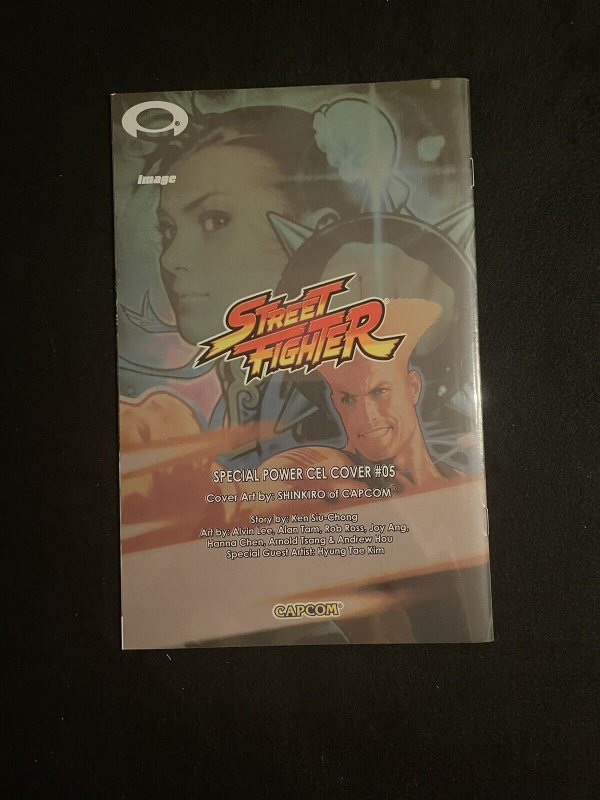 ®
image
STREET
FIGHTER®
SPECIAL POWER CEL COVER #05
Cover Art by: SHINKIRO of CAPCOM®
Story by: Ken Siu-Chong
Art by: Alvin Lee, Alan Tam, Rob Ross, Joy Ang,
Hanna Chen, Arnold Tsang & Andrew Hou
Special Guest Artist: Hyung Tae Kim
CAPCOM®